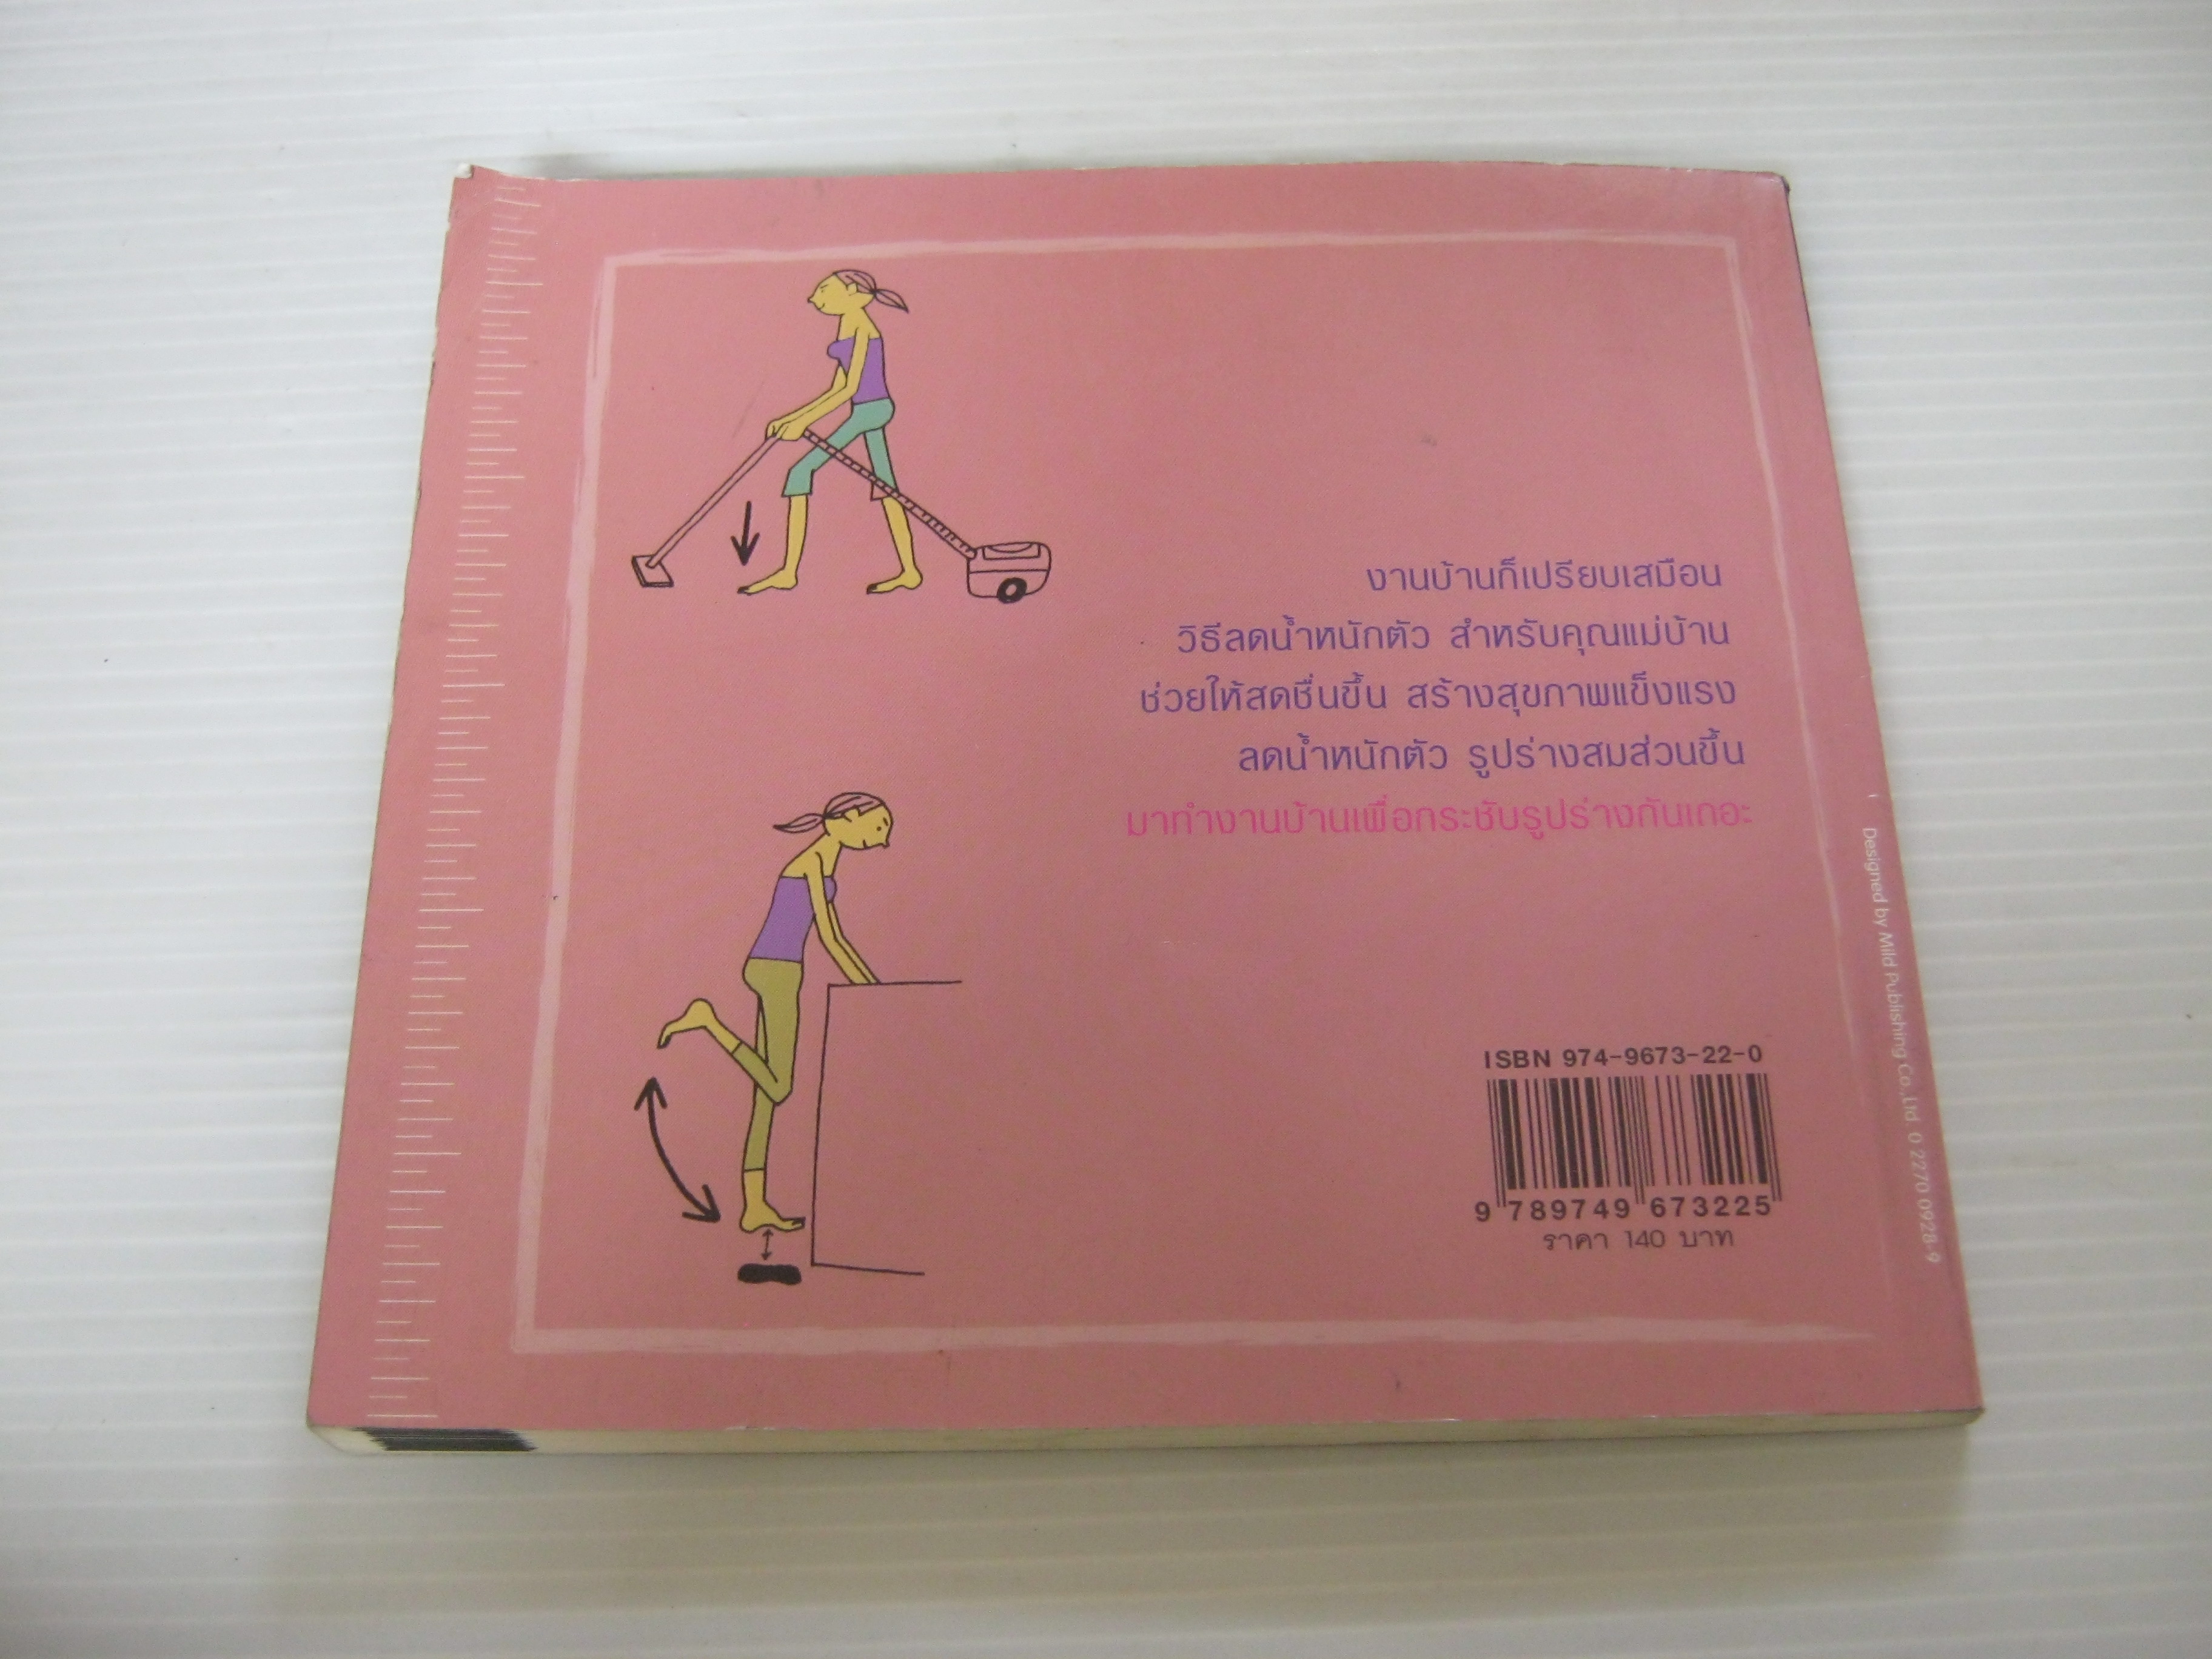 งานบ้านก็เปรียบเสมือน
วิธีลดน้ำหนักตัว สำหรับคุณแม่บ้าน
ช่วยให้สดชื่นขึ้น สร้างสุขภาพแข็งแรง
ลดน้ำหนักตัว รูปร่างสมส่วนขึ้น
มาทำงานบ้านเพื่อกระชับรูปร่างกันเถอะ
ISBN 974-9673-22-0
9 789749 673225
ราคา 140 บาท
Designed by Mild Publishing Co.,Ltd. 0 2270 0928-9